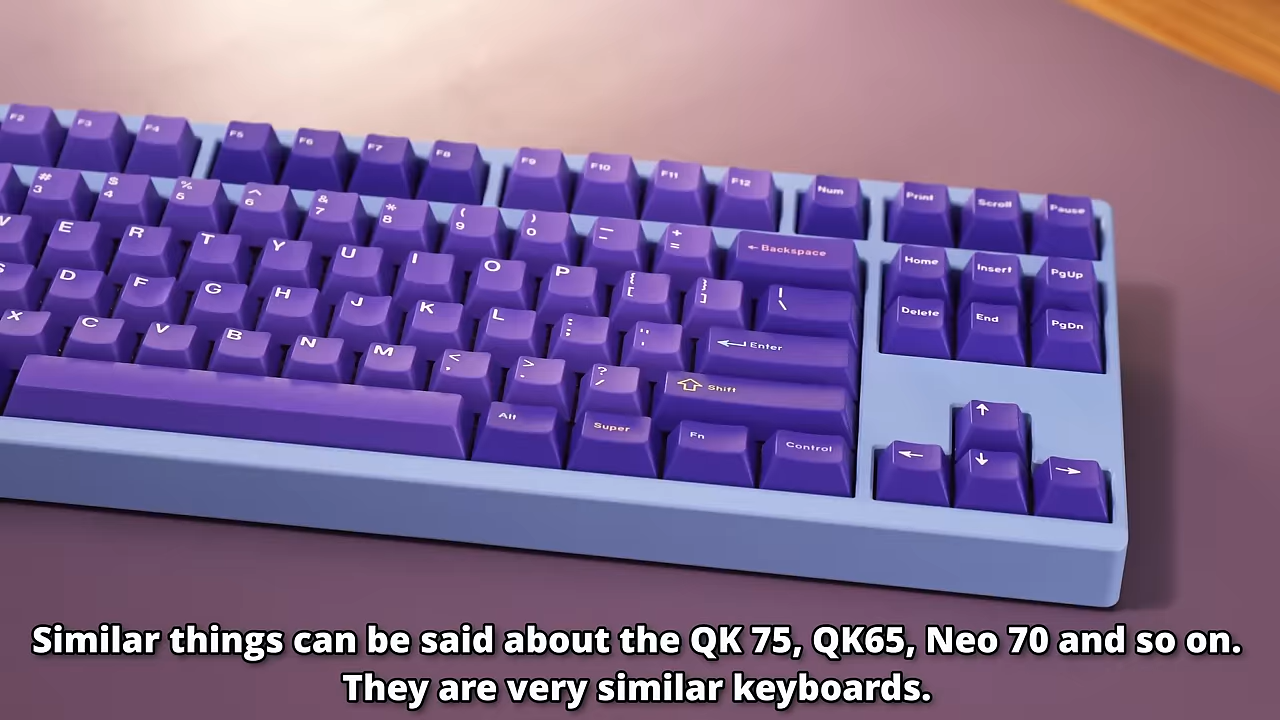 F2 F3 F4 F5 F6 F7 F8 F9 F10 F11 F12 Num Print Scroll Pause
# $ % ^ & * ( ) — +
3 4 5 6 7 8 9 0 - = ← Backspace Home Insert PgUp
E R T Y U I O P { } |
[ ] \ Delete End PgDn
D F G H J K L : " ← Enter
; '
X C V B N M < > ? ⇧ Shift ↑
, . /
Alt Super Fn Control ← ↓ →
Similar things can be said about the QK 75, QK65, Neo 70 and so on.
They are very similar keyboards.